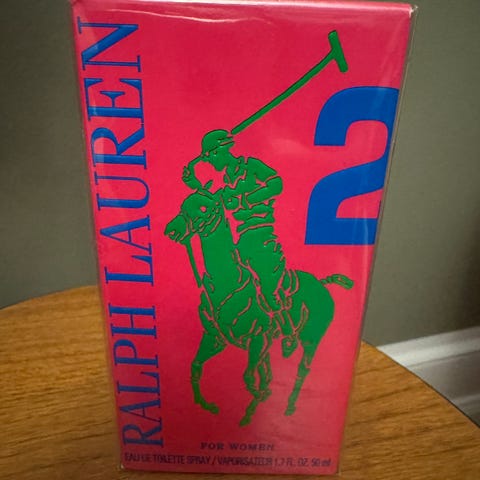 RALPH LAUREN
2
FOR WOMEN
EAU DE TOILETTE SPRAY / VAPORISATEUR 1.7 FL. OZ. 50 ml